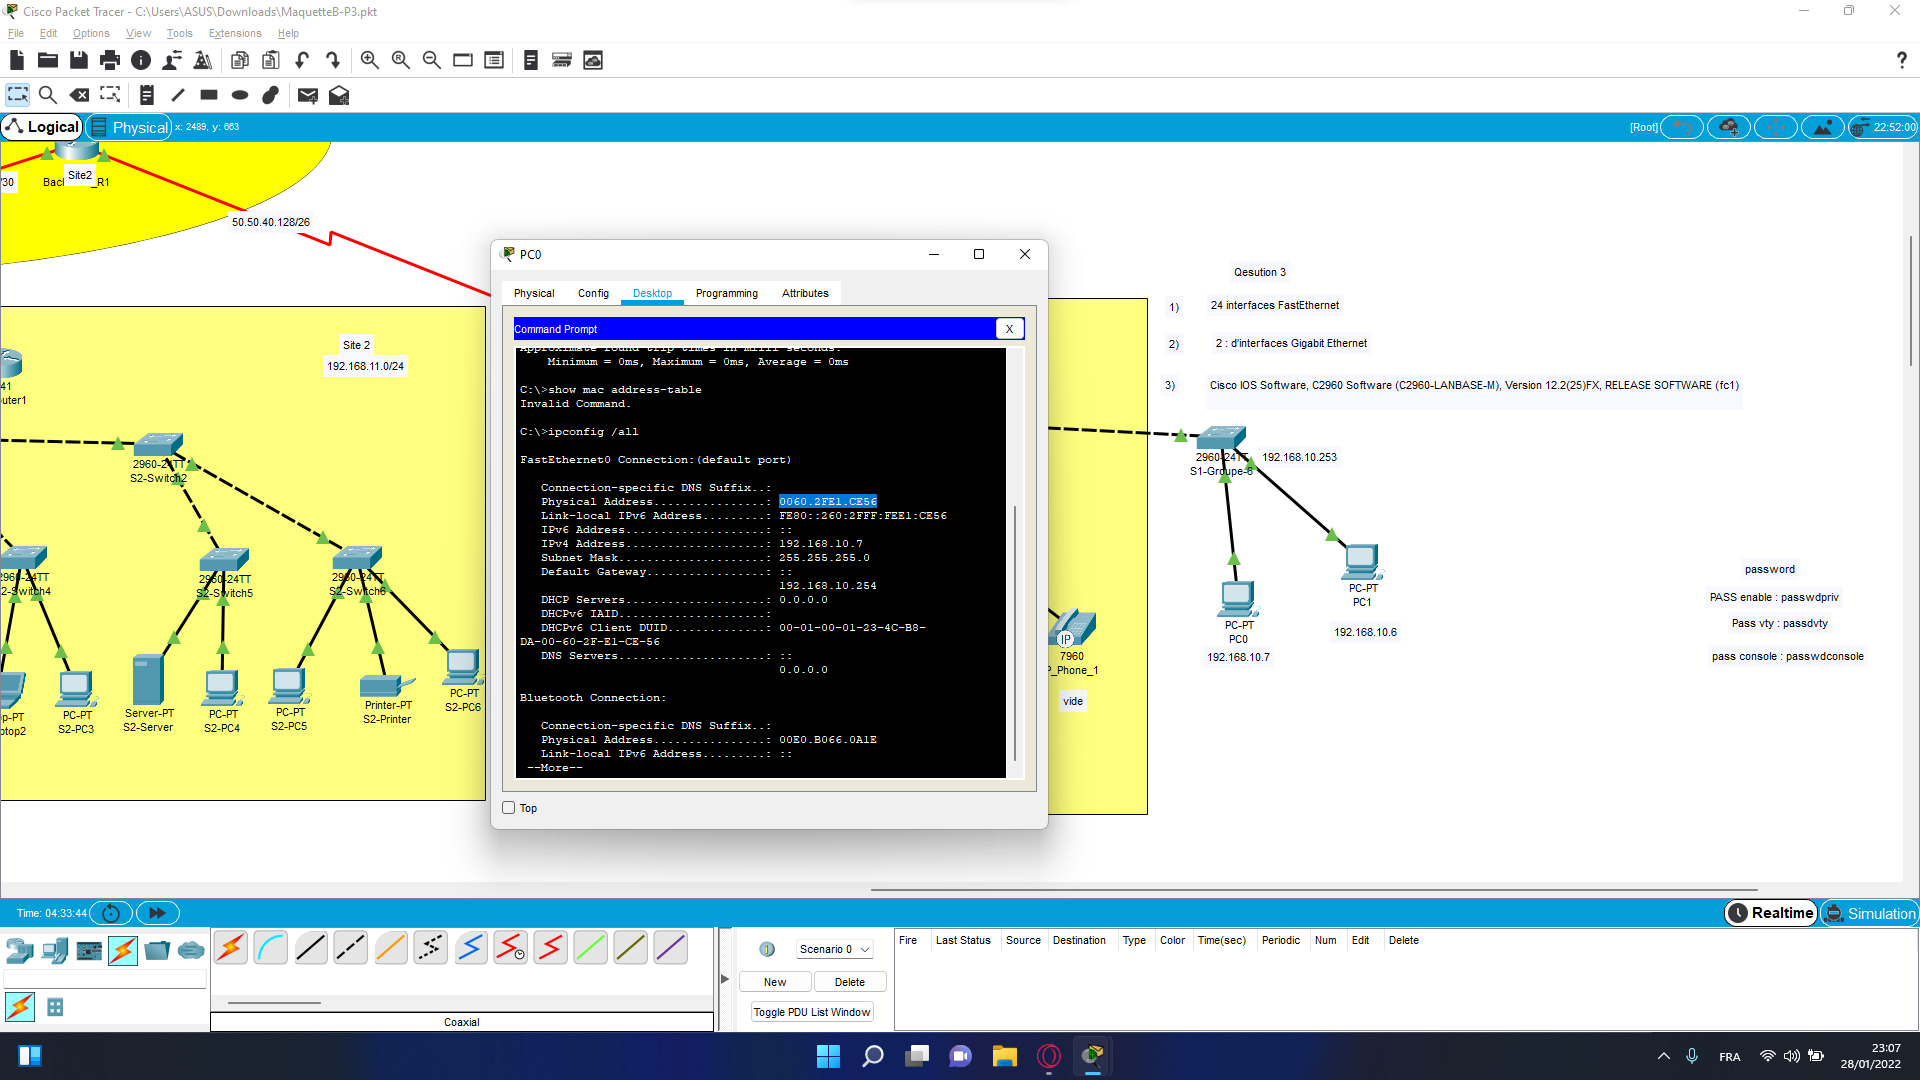 Cisco Packet Tracer - C:\Users\ASUS\Downloads\MaquetteB-P3.pkt
File Edit Options View Tools Extensions Help
Logical Physical x: 2489, y: 663 [Root] 22:52:00
/30
Site2
_R1
50.50.40.128/26
Site 2
192.168.11.0/24
41
uter1
2960-24TT
S2-Switch2
2960-24TT
2-Switch4
2960-24TT
S2-Switch5
2960-24TT
S2-Switch6
p-PT
ptop2
PC-PT
S2-PC3
Server-PT
S2-Server
PC-PT
S2-PC4
PC-PT
S2-PC5
Printer-PT
S2-Printer
PC-PT
S2-PC6
PC0
Physical Config Desktop Programming Attributes
Command Prompt X
Approximate round trip times in milli seconds:
Minimum = 0ms, Maximum = 0ms, Average = 0ms
C:\>show mac address-table
Invalid Command.
C:\>ipconfig /all
FastEthernet0 Connection:(default port)
Connection-specific DNS Suffix..:
Physical Address................: 0060.2FE1.CE56
Link-local IPv6 Address.........: FE80::260:2FFF:FEE1:CE56
IPv6 Address....................: ::
IPv4 Address....................: 192.168.10.7
Subnet Mask.....................: 255.255.255.0
Default Gateway.................: ::
192.168.10.254
DHCP Servers....................: 0.0.0.0
DHCPv6 IAID.....................:
DHCPv6 Client DUID..............: 00-01-00-01-23-4C-B8-
DA-00-60-2F-E1-CE-56
DNS Servers.....................: ::
0.0.0.0
Bluetooth Connection:
Connection-specific DNS Suffix..:
Physical Address................: 00E0.B066.0A1E
Link-local IPv6 Address.........: ::
--More--
Top
IP
7960
P_Phone_1
vide
Qesution 3
1) 24 interfaces FastEthernet
2) 2 : d'interfaces Gigabit Ethernet
3) Cisco IOS Software, C2960 Software (C2960-LANBASE-M), Version 12.2(25)FX, RELEASE SOFTWARE (fc1)
2960-24TT
S1-Groupe-6
192.168.10.253
PC-PT
PC1
192.168.10.6
PC-PT
PC0
192.168.10.7
password
PASS enable : passwdpriv
Pass vty : passdvty
pass console : passwdconsole
Time: 04:33:44 Realtime Simulation
Scenario 0
New Delete
Toggle PDU List Window
Fire Last Status Source Destination Type Color Time(sec) Periodic Num Edit Delete
Coaxial
FRA
23:07
28/01/2022